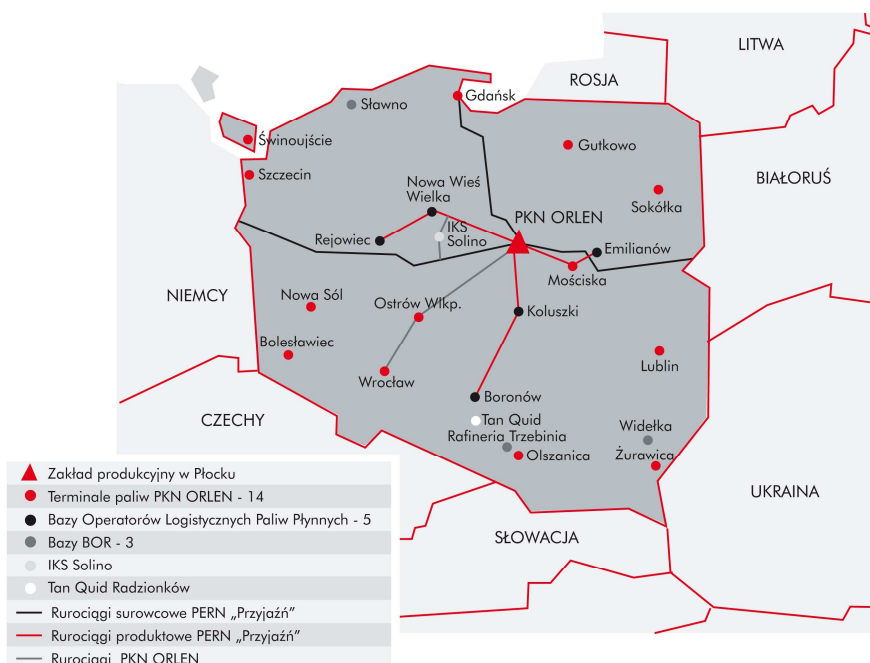 LITWA
ROSJA
Gdańsk
Sławno
Świnoujście
Gutkowo
Szczecin
BIAŁORUŚ
Nowa Wieś
Wielka
Sokółka
PKN ORLEN
IKS
Solino
Rejowiec
Emilianów
Mościska
NIEMCY
Nowa Sól
Ostrów Wlkp.
Koluszki
Bolesławiec
Lublin
Wrocław
Boronów
CZECHY
Tan Quid
Widełka
Rafineria Trzebinia
Olszanica
Żurawica
UKRAINA
SŁOWACJA
Zakład produkcyjny w Płocku
Terminale paliw PKN ORLEN - 14
Bazy Operatorów Logistycznych Paliw Płynnych - 5
Bazy BOR - 3
IKS Solino
Tan Quid Radzionków
Rurociągi surowcowe PERN „Przyjaźń”
Rurociągi produktowe PERN „Przyjaźń”
Rurociągi PKN ORLEN